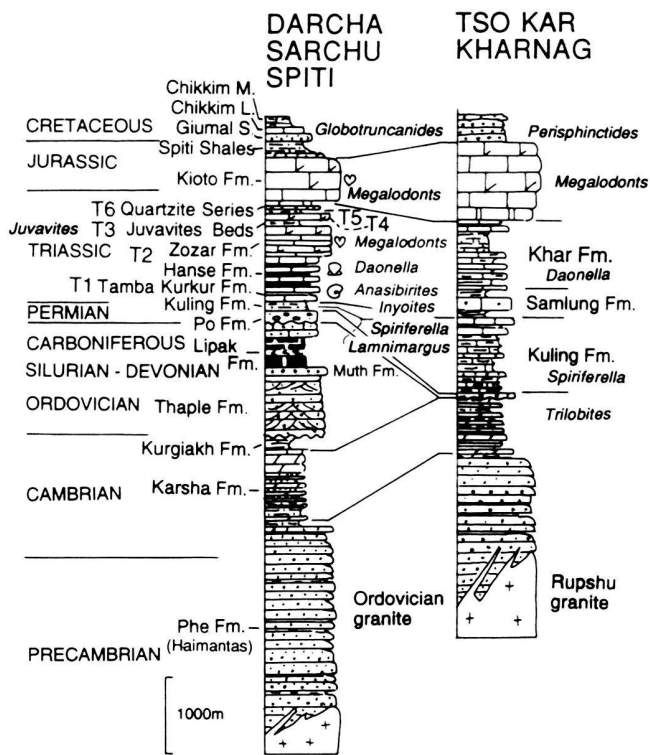 DARCHA
SARCHU
SPITI
TSO KAR
KHARNAG
Chikkim M.
Chikkim L.
CRETACEOUS
Giumal S.
Globotruncanides
Perisphinctides
Spiti Shales
JURASSIC
Kioto Fm.
Megalodonts
Megalodonts
T6 Quartzite Series
T5
T4
Juvavites T3 Juvavites Beds
TRIASSIC T2 Zozar Fm.
Megalodonts
Khar Fm.
Hanse Fm.
Daonella
Daonella
T1 Tamba Kurkur Fm.
Anasibirites
Kuling Fm.
Inyoites
Samlung Fm.
PERMIAN
Po Fm.
Spiriferella
Lamnimargus
CARBONIFEROUS Lipak
Fm.
Kuling Fm.
Spiriferella
SILURIAN - DEVONIAN
Muth Fm.
ORDOVICIAN Thaple Fm.
Trilobites
Kurgiakh Fm.
CAMBRIAN
Karsha Fm.
Ordovician
granite
Rupshu
granite
Phe Fm.
(Haimantas)
PRECAMBRIAN
1000m